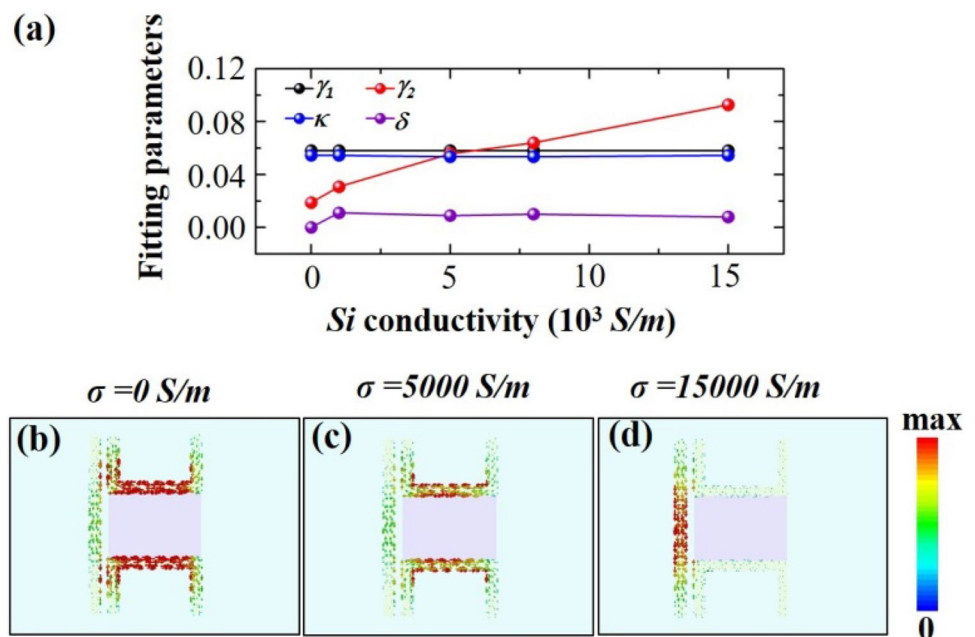 (a)
Fitting parameters
0.12
0.08
0.04
0.00
γ₁ γ₂
κ δ
0 5 10 15
Si conductivity (10³ S/m)
σ =0 S/m σ =5000 S/m σ =15000 S/m
(b) (c) (d) max
0